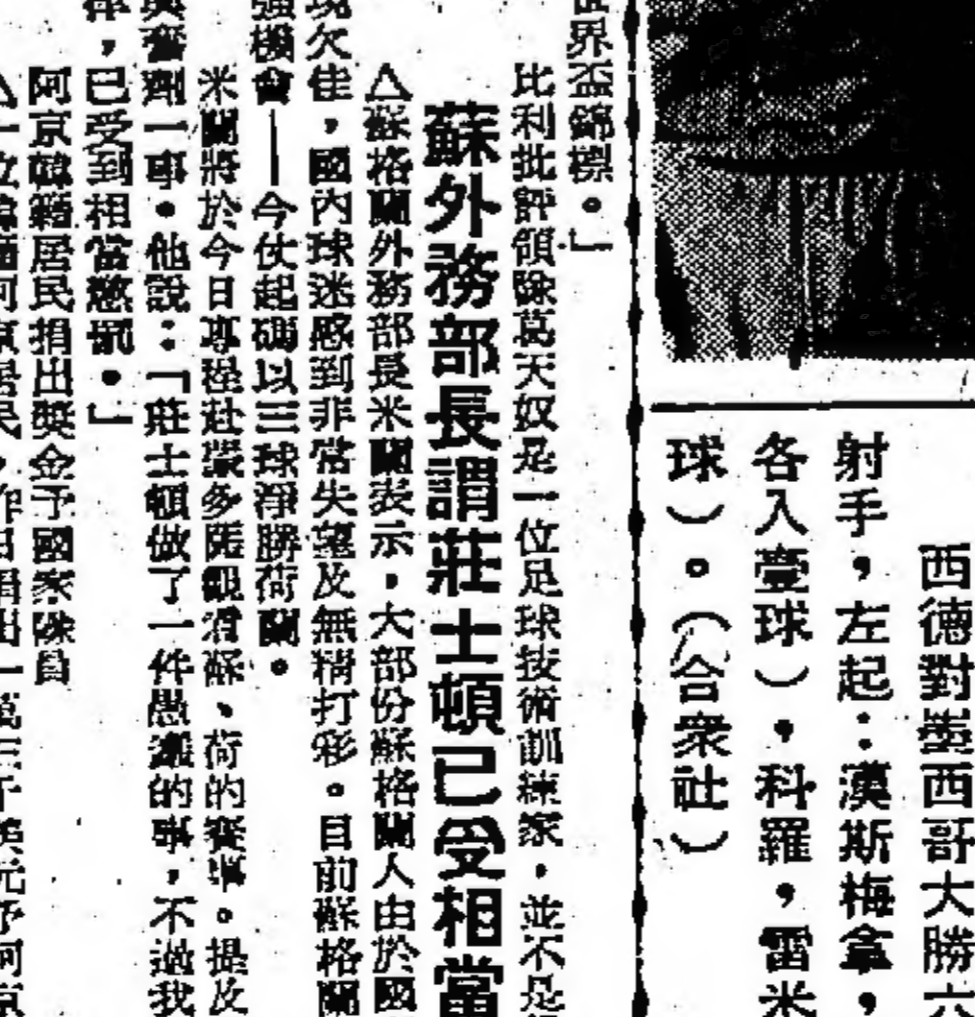 西德對墨西哥大勝六
射手，左起：漢斯梅拿，
各入壹球），科羅，雷米
球）。（合衆社）
世界盃錦標。」
比利批評領隊葛天奴是一位足球技術訓練家，並不是
蘇外務部長謂莊士頓已受相當
△蘇格蘭外務部長米蘭表示，大部份蘇格蘭人由於國
現欠佳，國內球迷感到非常失望及無精打彩。目前蘇格蘭
強機會——今仗起碼以三球淨勝荷蘭。
米蘭將於今日專程赴蒙多薩觀看蘇、荷的賽事。提及
興奮劑一事。他說：「莊士頓做了一件愚蠢的事，不過我
，已受到相當懲罰。」
阿京韓籍居民捐出獎金予國家隊員